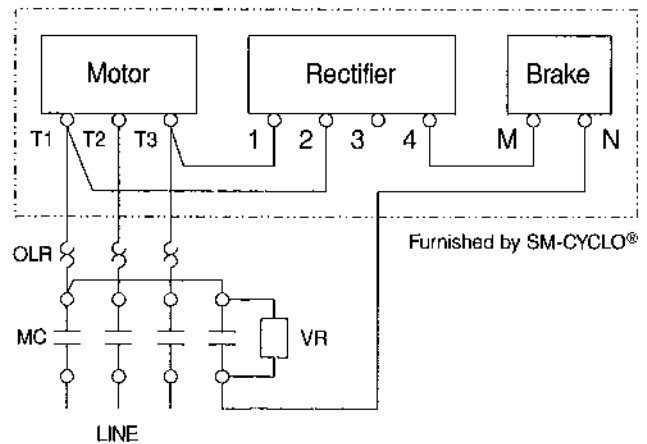 Motor Rectifier Brake
T1 T2 T3 1 2 3 4 M N
Furnished by SM-CYCLO®
OLR
MC VR
LINE